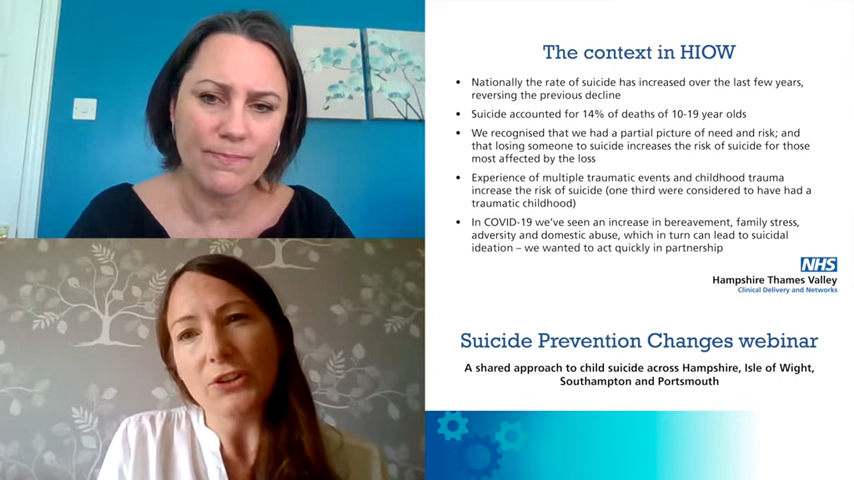 The context in HIOW
• Nationally the rate of suicide has increased over the last few years,
reversing the previous decline
• Suicide accounted for 14% of deaths of 10-19 year olds
• We recognised that we had a partial picture of need and risk; and
that losing someone to suicide increases the risk of suicide for those
most affected by the loss
• Experience of multiple traumatic events and childhood trauma
increase the risk of suicide (one third were considered to have had a
traumatic childhood)
• In COVID-19 we've seen an increase in bereavement, family stress,
adversity and domestic abuse, which in turn can lead to suicidal
ideation – we wanted to act quickly in partnership
NHS
Hampshire Thames Valley
Clinical Delivery and Networks
Suicide Prevention Changes webinar
A shared approach to child suicide across Hampshire, Isle of Wight,
Southampton and Portsmouth